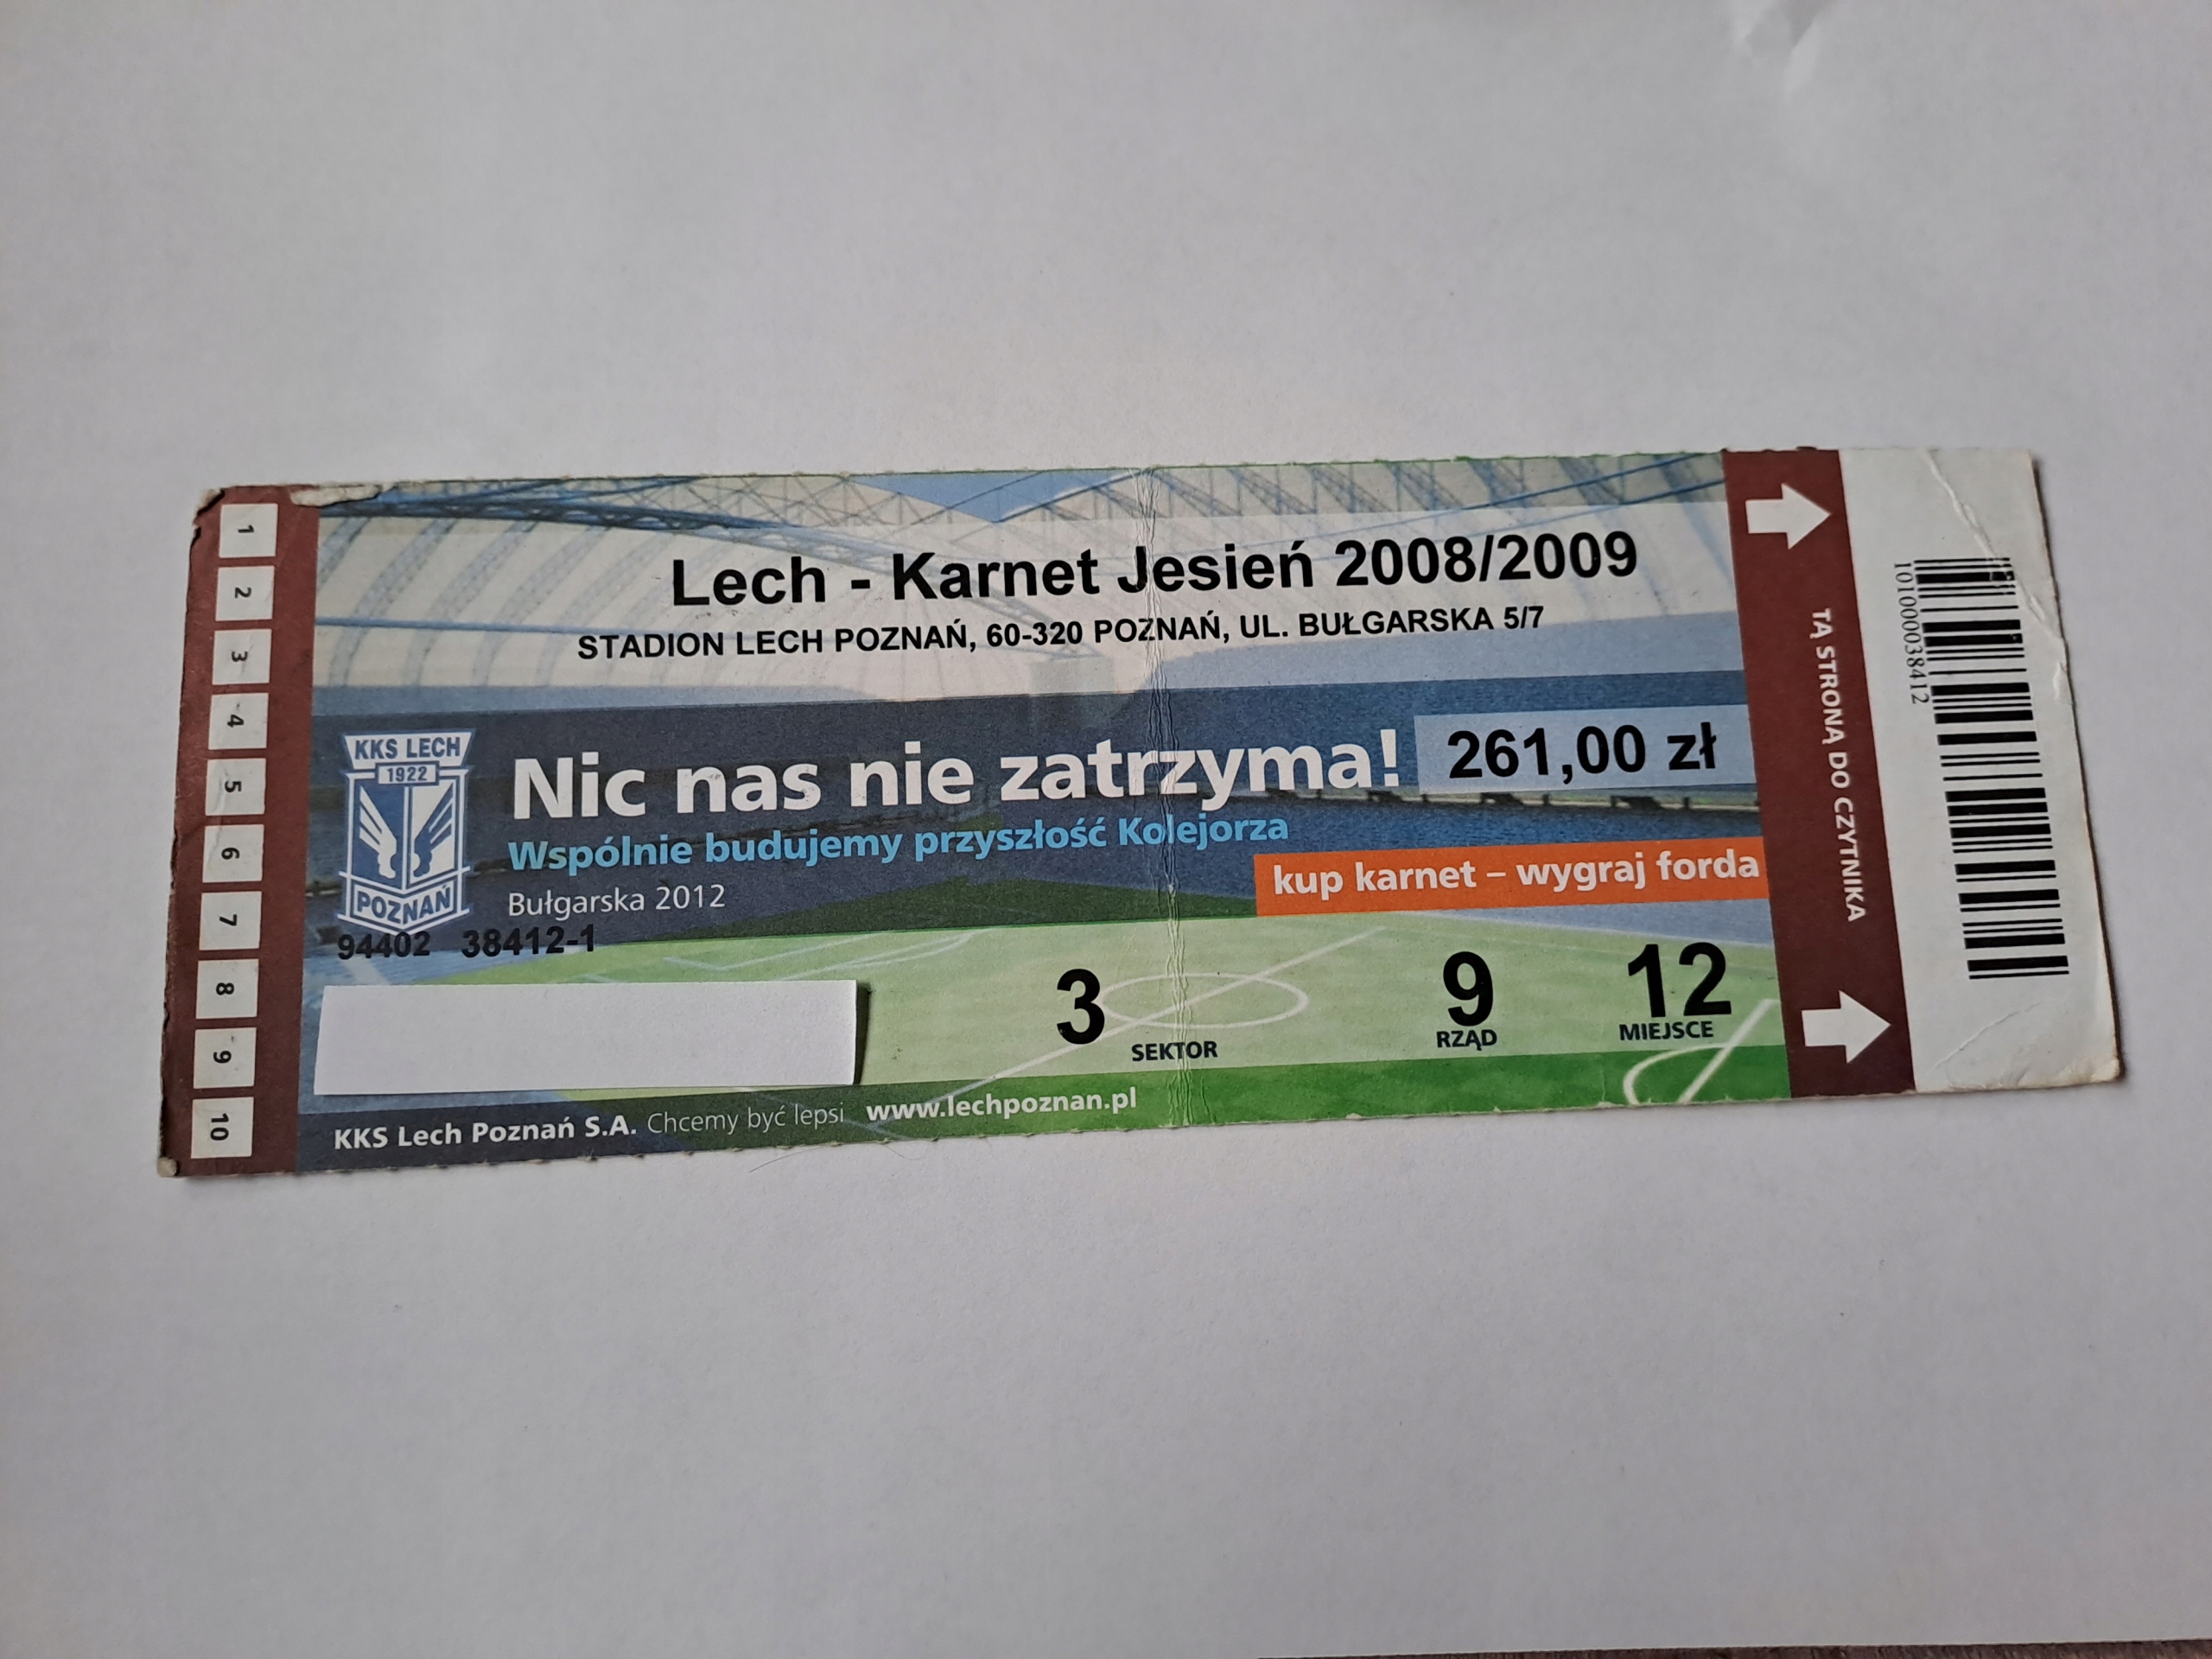 1
2
3
4
5
6
7
8
9
10
Lech - Karnet Jesień 2008/2009
STADION LECH POZNAŃ, 60-320 POZNAŃ, UL. BUŁGARSKA 5/7
KKS LECH
1922
POZNAŃ
Nic nas nie zatrzyma!
261,00 zł
Wspólnie budujemy przyszłość Kolejorza
kup karnet – wygraj forda
Bułgarska 2012
94402 38412-1
3
SEKTOR
9
RZĄD
12
MIEJSCE
KKS Lech Poznań S.A. Chcemy być lepsi www.lechpoznan.pl
TĄ STRONĄ DO CZYTNIKA
1010000038412